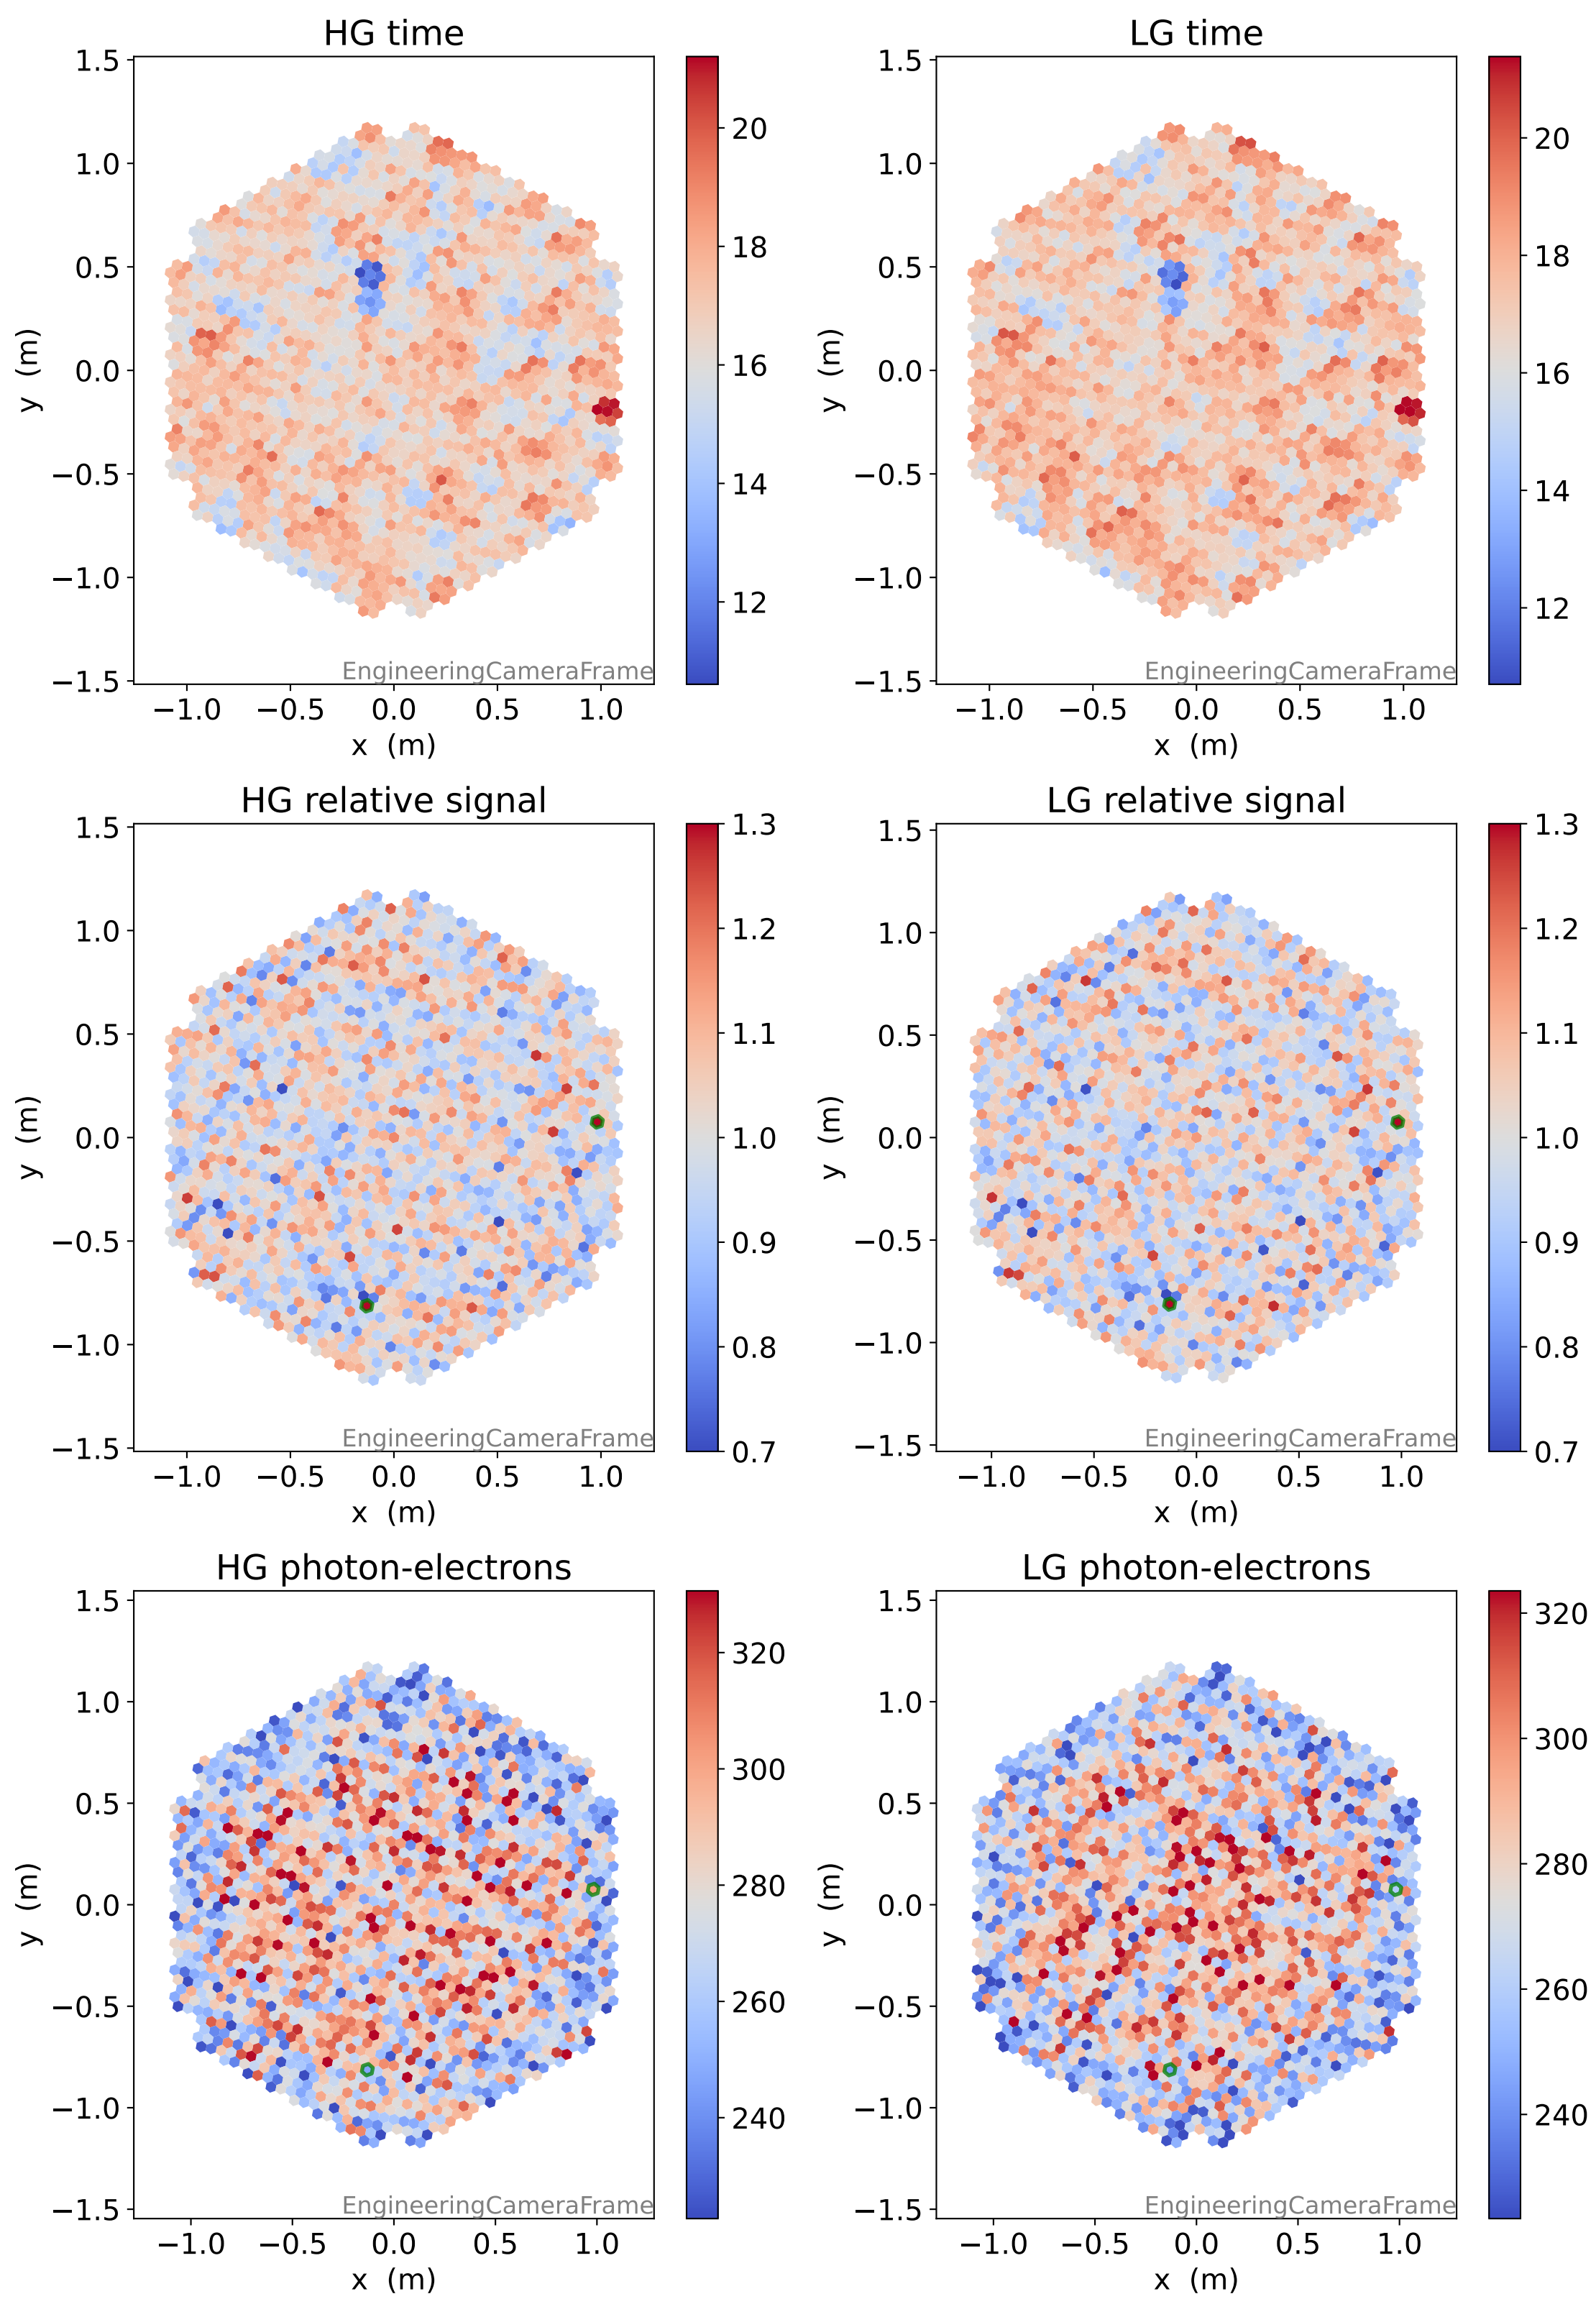 HG time
1.5
1.0
0.5
0.0
−0.5
−1.0
−1.5
y (m)
−1.0 −0.5 0.0 0.5 1.0
x (m)
EngineeringCameraFrame
20
18
16
14
12
LG time
1.5
1.0
0.5
0.0
−0.5
−1.0
−1.5
y (m)
−1.0 −0.5 0.0 0.5 1.0
x (m)
EngineeringCameraFrame
20
18
16
14
12
HG relative signal
1.5
1.0
0.5
0.0
−0.5
−1.0
−1.5
y (m)
−1.0 −0.5 0.0 0.5 1.0
x (m)
EngineeringCameraFrame
1.3
1.2
1.1
1.0
0.9
0.8
0.7
LG relative signal
1.5
1.0
0.5
0.0
−0.5
−1.0
−1.5
y (m)
−1.0 −0.5 0.0 0.5 1.0
x (m)
EngineeringCameraFrame
1.3
1.2
1.1
1.0
0.9
0.8
0.7
HG photon-electrons
1.5
1.0
0.5
0.0
−0.5
−1.0
−1.5
y (m)
−1.0 −0.5 0.0 0.5 1.0
x (m)
EngineeringCameraFrame
320
300
280
260
240
LG photon-electrons
1.5
1.0
0.5
0.0
−0.5
−1.0
−1.5
y (m)
−1.0 −0.5 0.0 0.5 1.0
x (m)
EngineeringCameraFrame
320
300
280
260
240